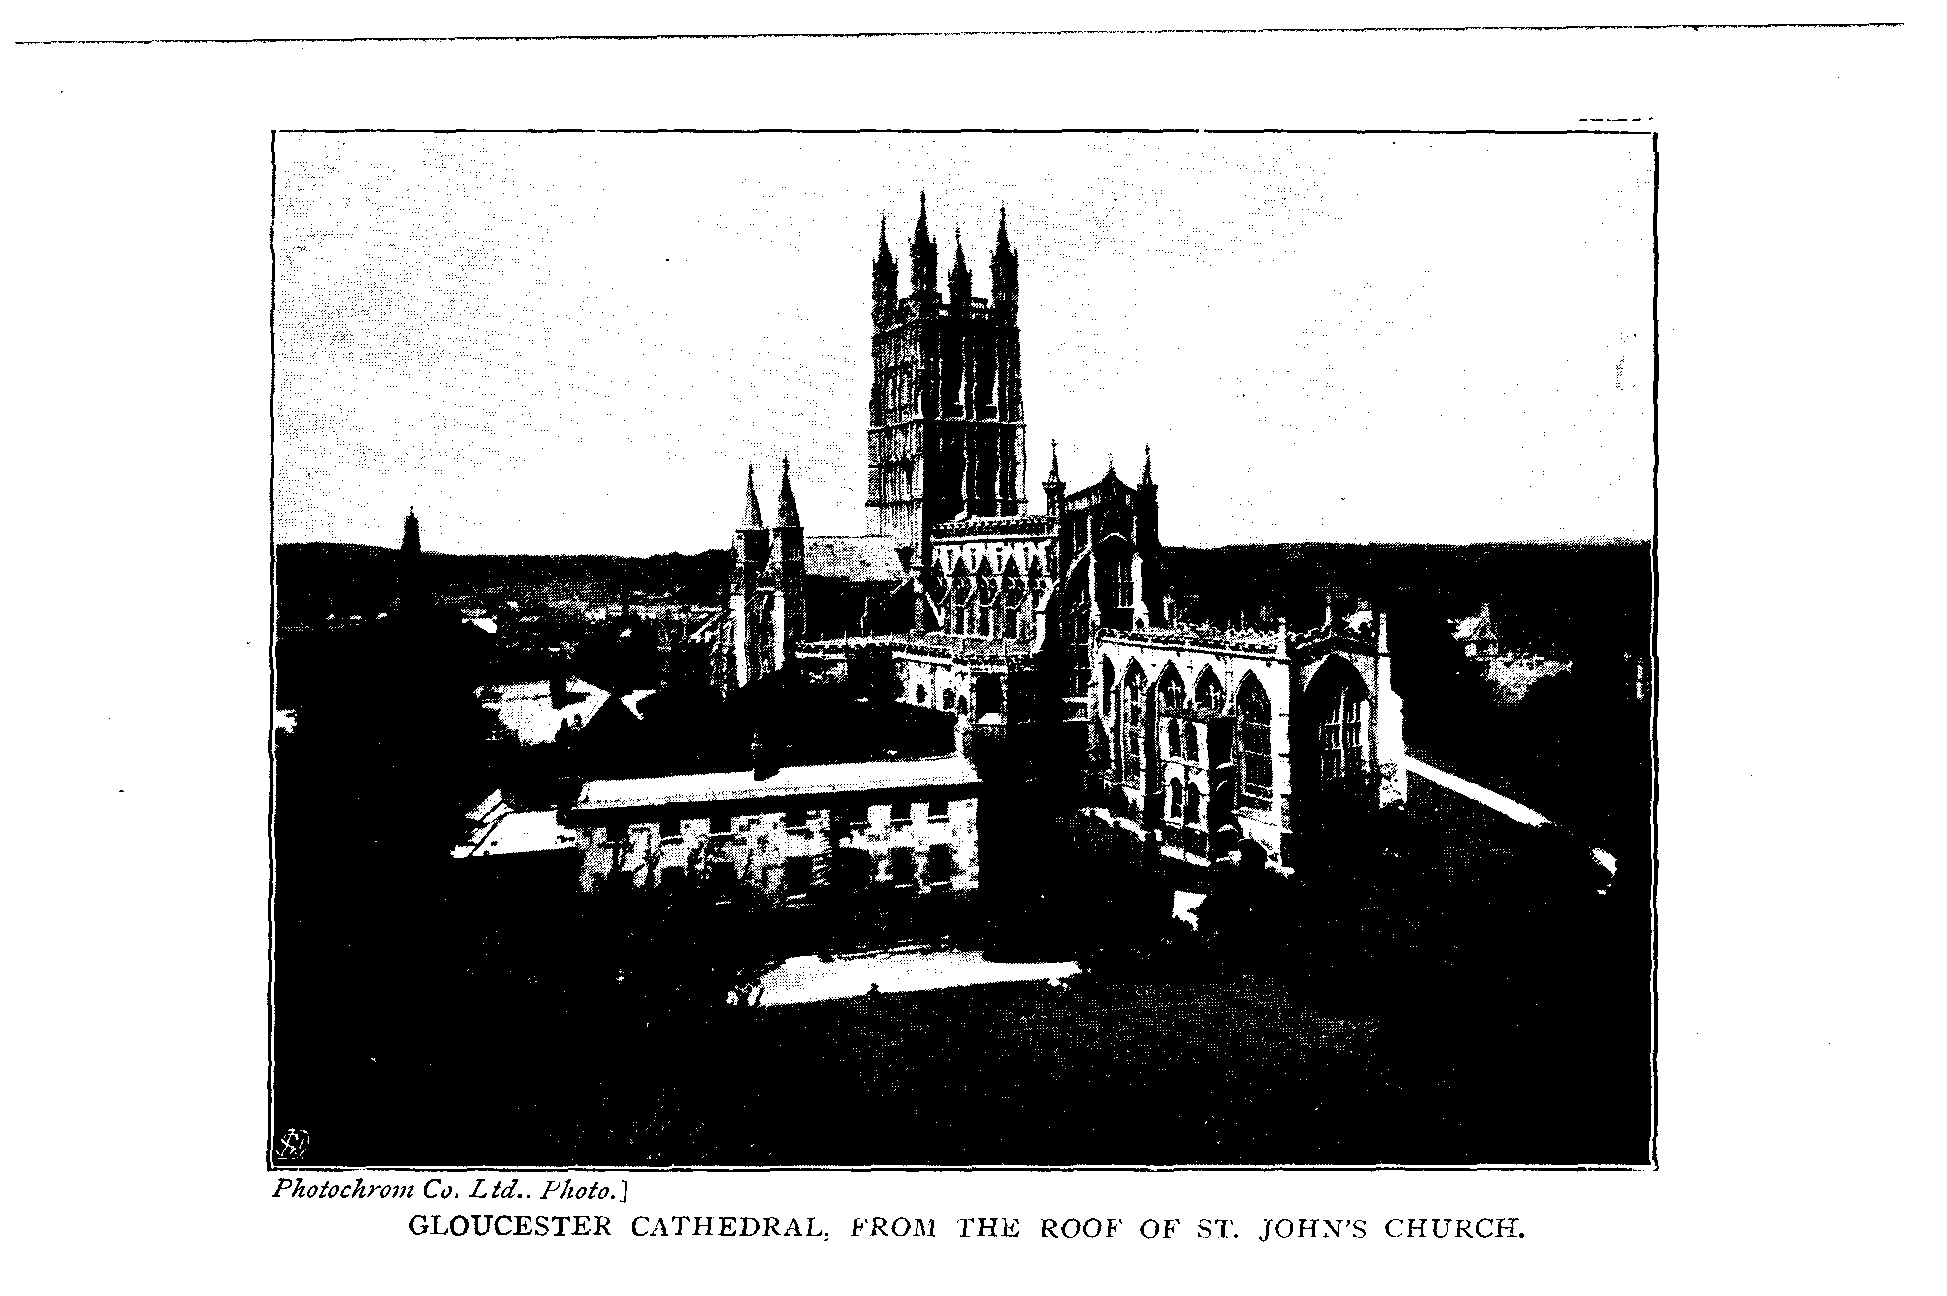 Photochrom Co. Ltd.. Photo.]
GLOUCESTER CATHEDRAL, FROM THE ROOF OF ST. JOHN'S CHURCH.